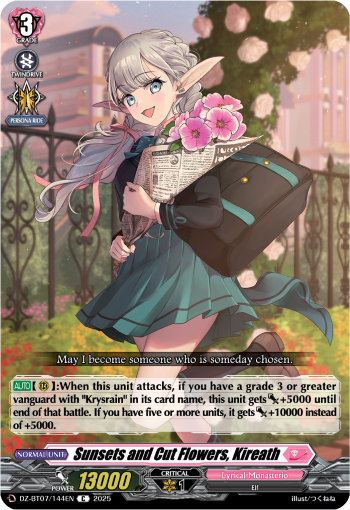 3
GRADE
TWINDRIVE
PERSONA RIDE
May I become someone who is someday chosen.
AUTO【 】:When this unit attacks, if you have a grade 3 or greater
vanguard with "Krysrain" in its card name, this unit gets +5000 until
end of that battle. If you have five or more units, it gets +10000 instead
of +5000.
NORMAL UNIT Sunsets and Cut Flowers, Kireath
POWER 13000 CRITICAL 1 Lyrical Monasterio
Elf
DZ-BT07/144EN C 2025 illust/つくねね